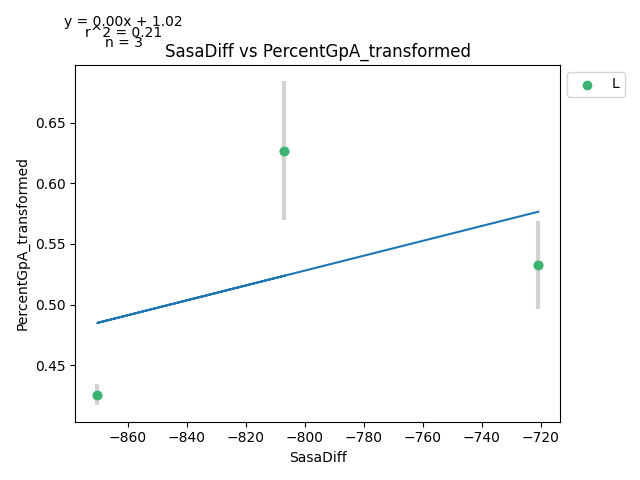 y = 0.00x + 1.02
r^2 = 0.21
n = 3
SasaDiff vs PercentGpA_transformed
L
PercentGpA_transformed
0.65
0.60
0.55
0.50
0.45
−860 −840 −820 −800 −780 −760 −740 −720
SasaDiff